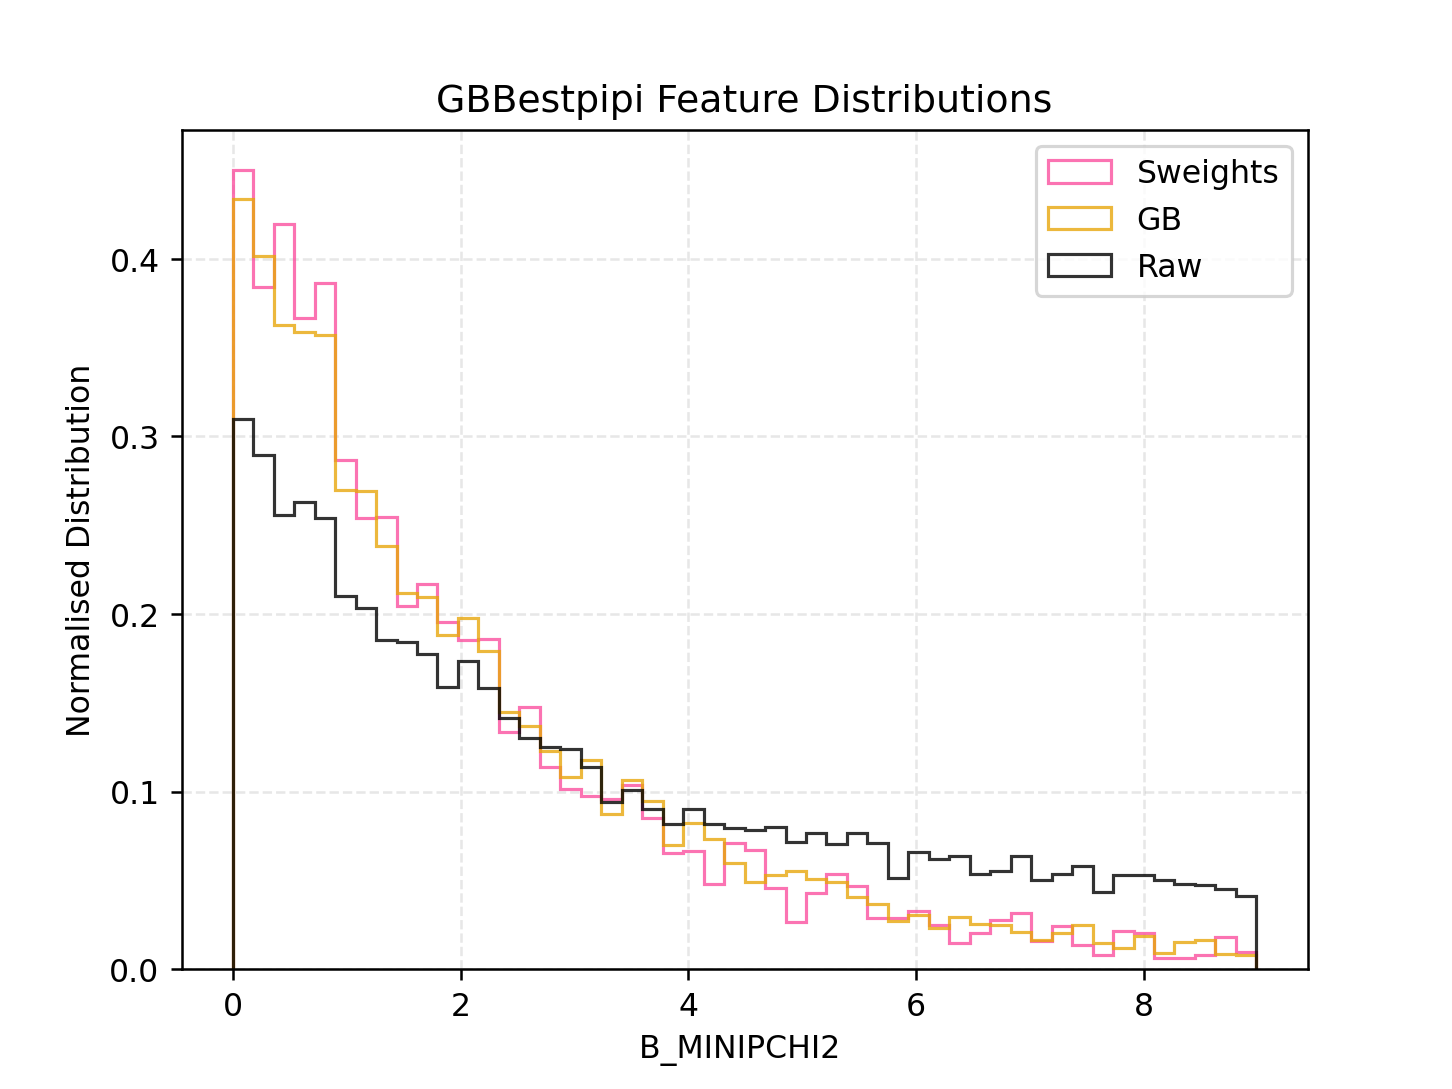 GBBestpipi Feature Distributions
Sweights
GB
Raw
Normalised Distribution
0.4
0.3
0.2
0.1
0.0
0 2 4 6 8
B_MINIPCHI2